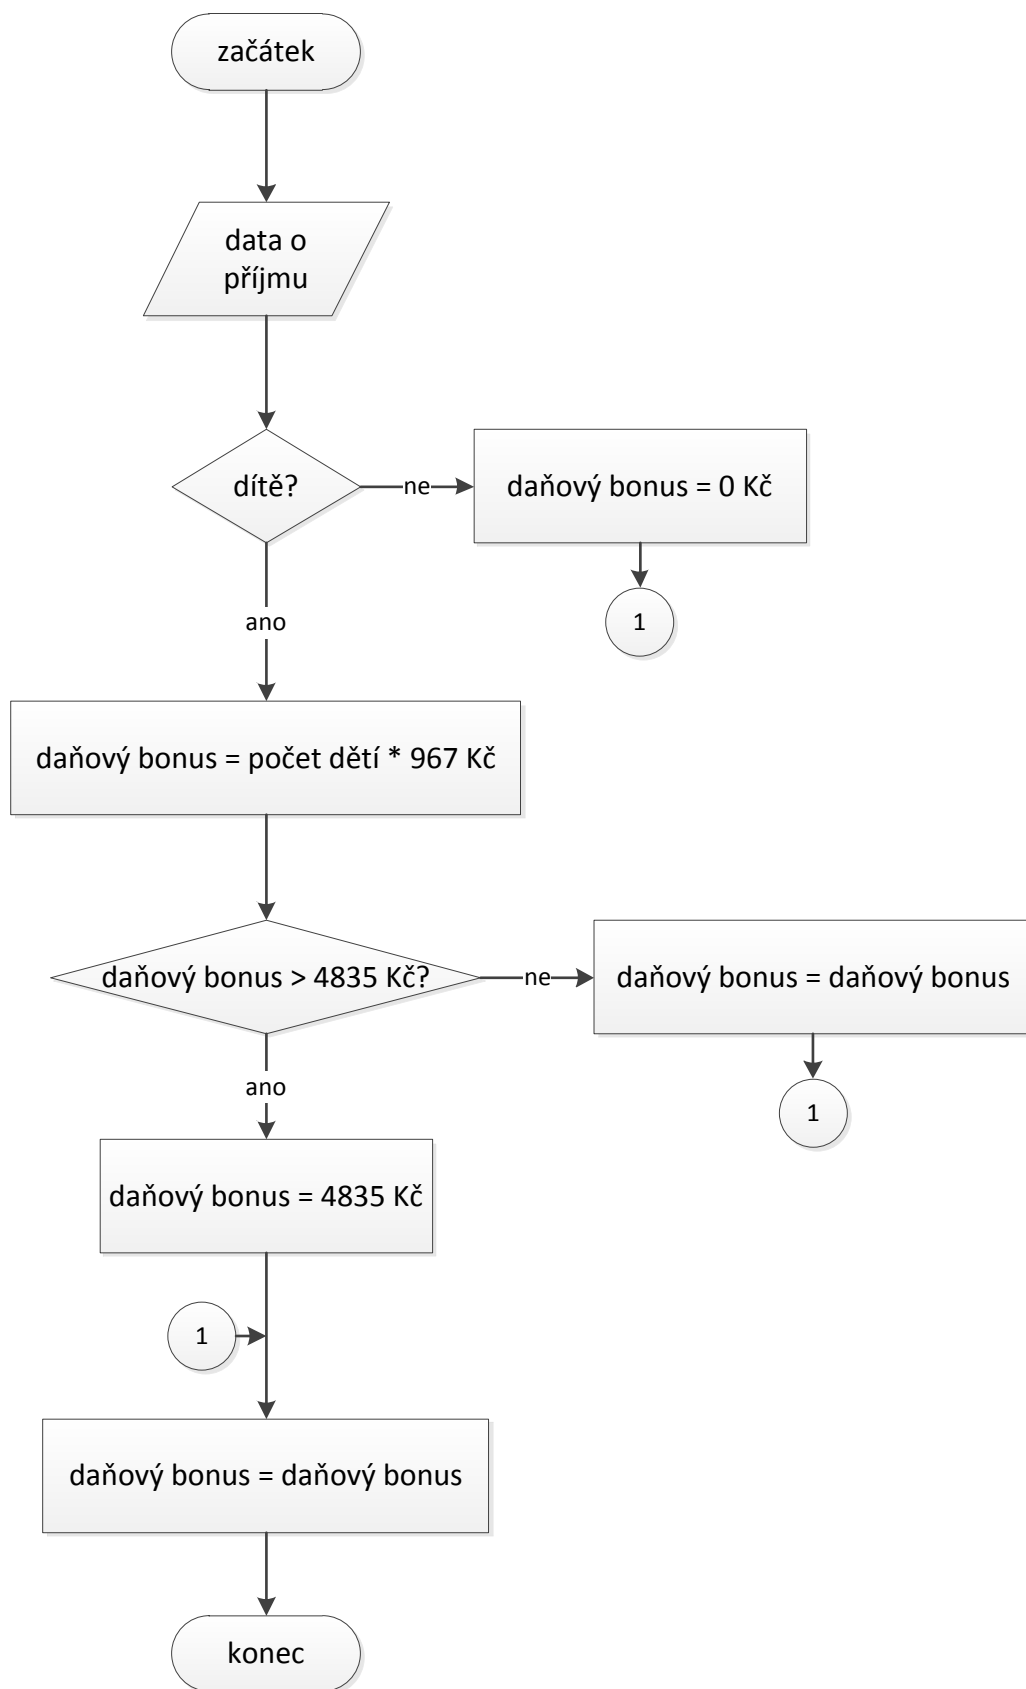 začátek
data o
příjmu
dítě?
ne
daňový bonus = 0 Kč
1
ano
daňový bonus = počet dětí * 967 Kč
daňový bonus > 4835 Kč?
ne
daňový bonus = daňový bonus
1
ano
daňový bonus = 4835 Kč
1
daňový bonus = daňový bonus
konec